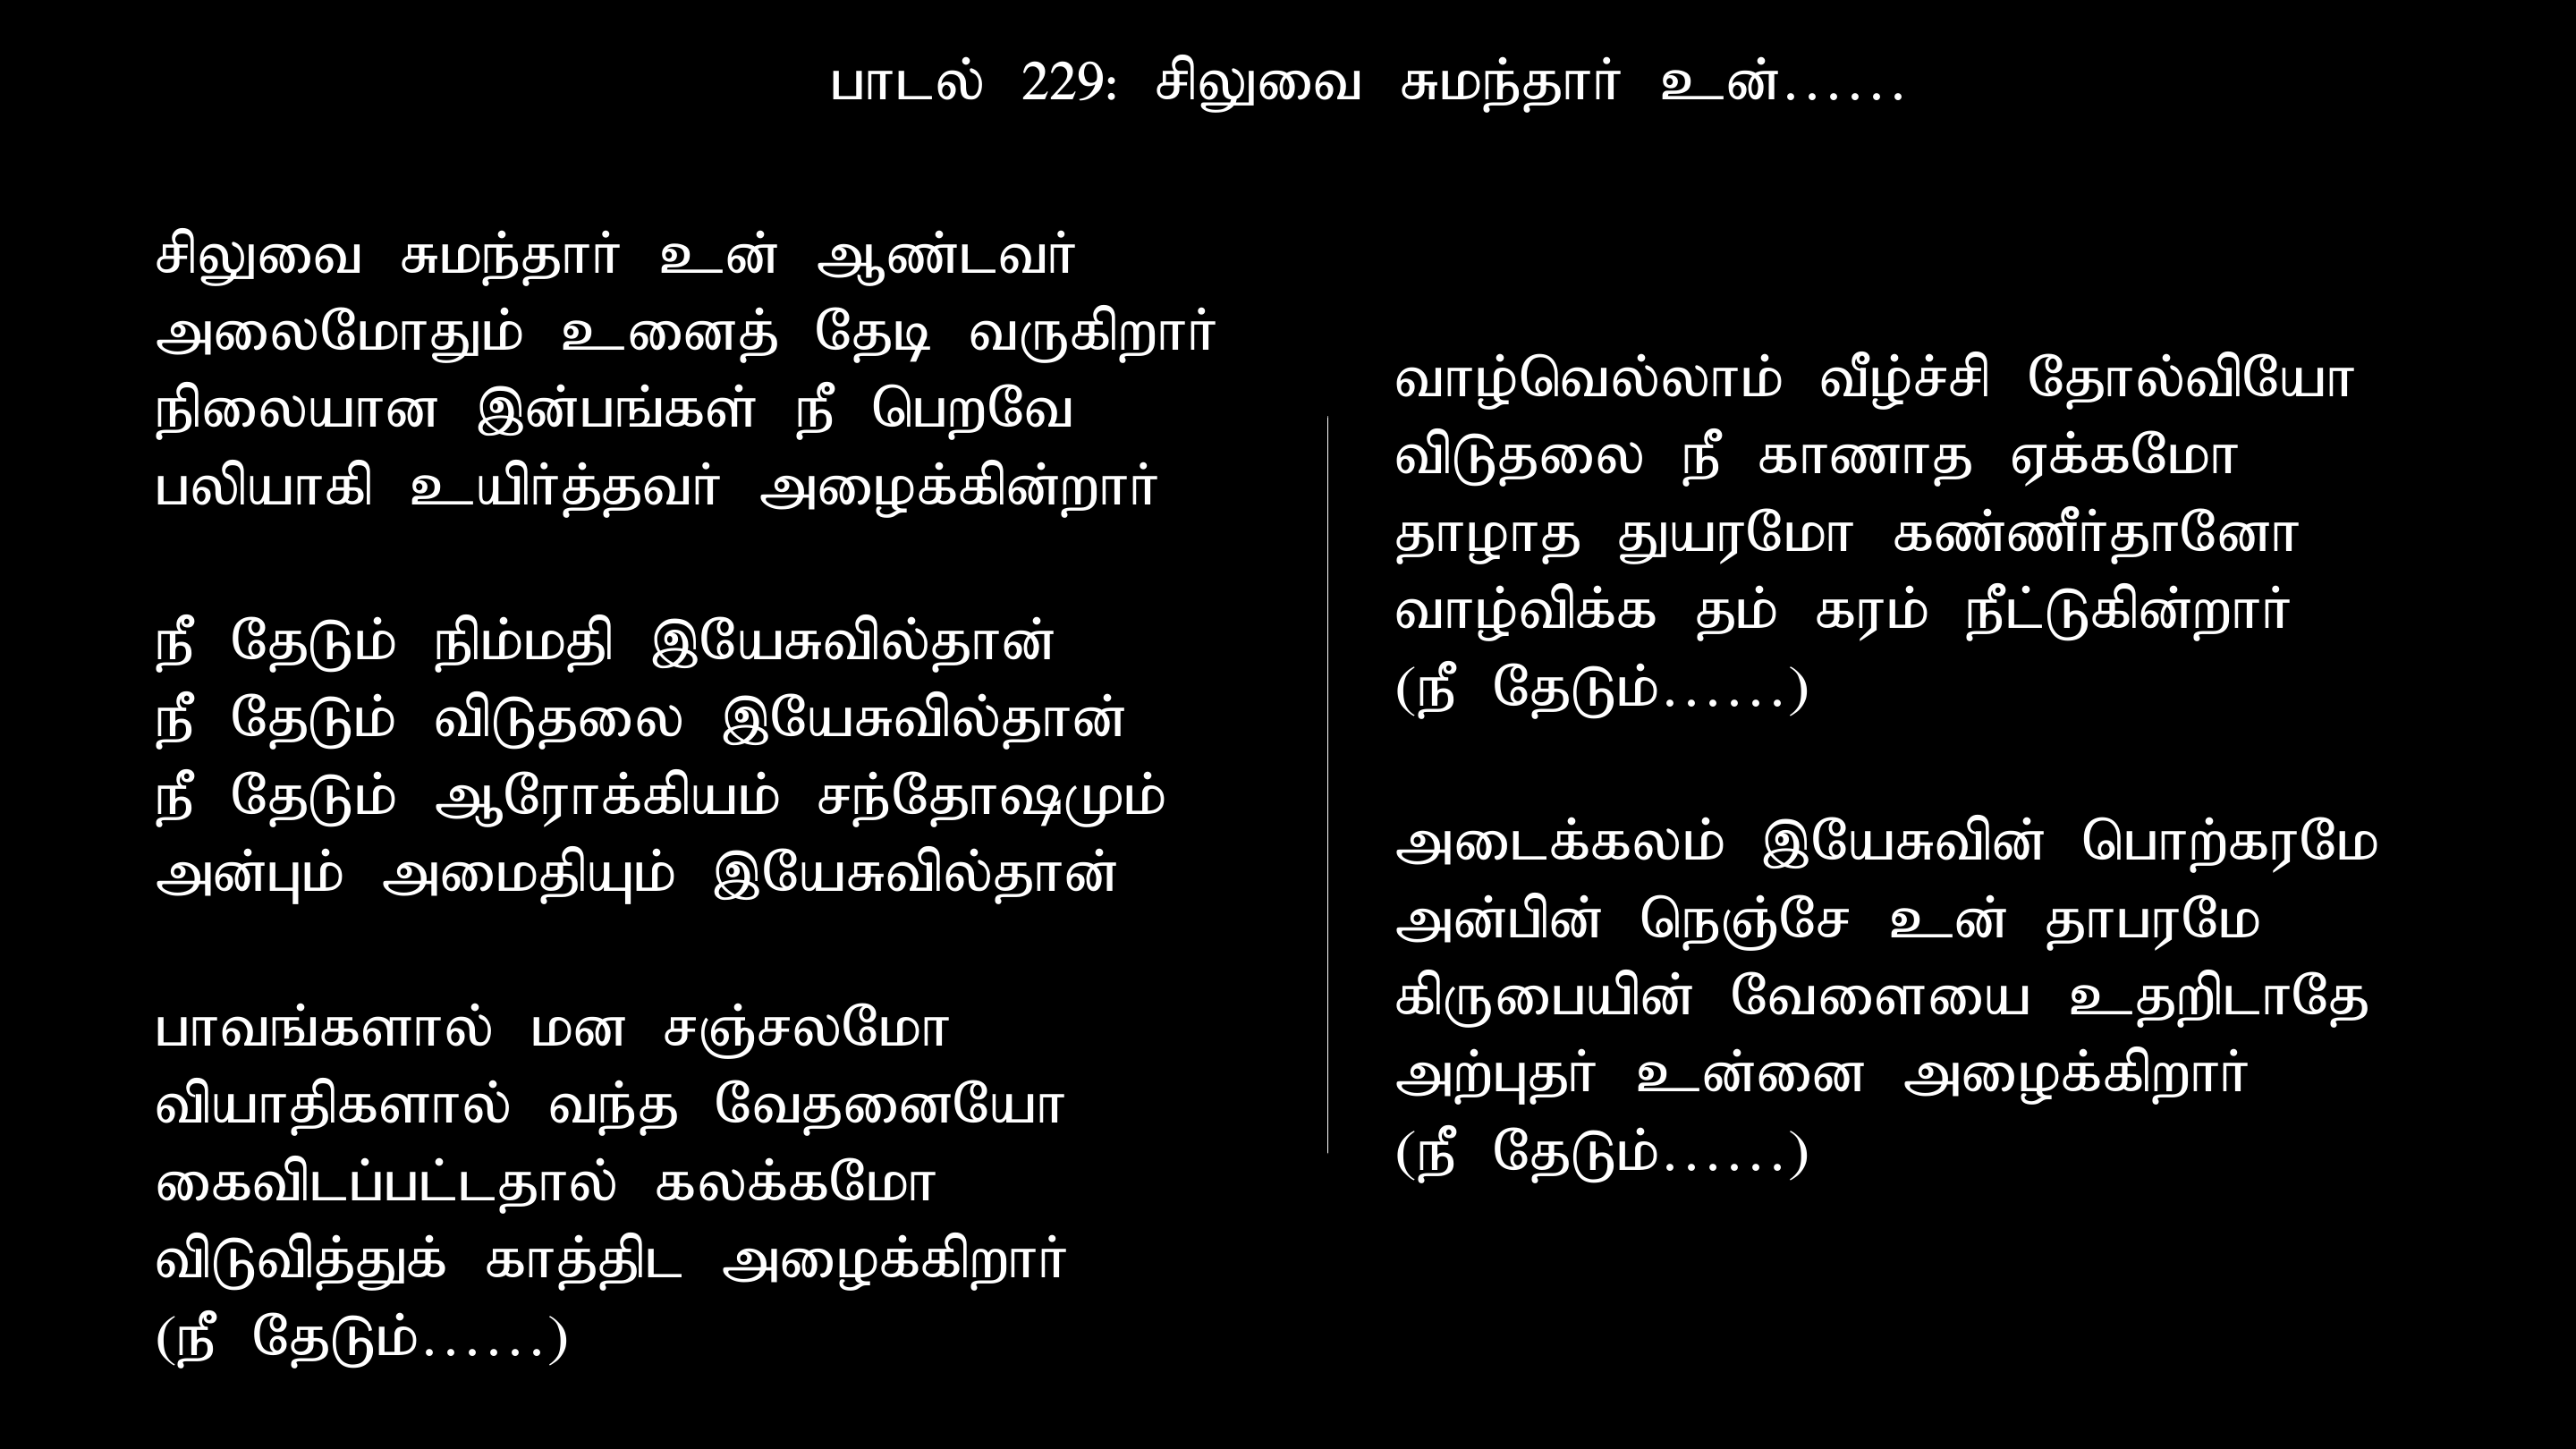 பாடல் 229: சிலுவை சுமந்தார் உன்......
சிலுவை சுமந்தார் உன் ஆண்டவர்
அலைமோதும் உனைத் தேடி வருகிறார்
நிலையான இன்பங்கள் நீ பெறவே
பலியாகி உயிர்த்தவர் அழைக்கின்றார்
நீ தேடும் நிம்மதி இயேசுவில்தான்
நீ தேடும் விடுதலை இயேசுவில்தான்
நீ தேடும் ஆரோக்கியம் சந்தோஷமும்
அன்பும் அமைதியும் இயேசுவில்தான்
பாவங்களால் மன சஞ்சலமோ
வியாதிகளால் வந்த வேதனையோ
கைவிடப்பட்டதால் கலக்கமோ
விடுவித்துக் காத்திட அழைக்கிறார்
(நீ தேடும்......)
வாழ்வெல்லாம் வீழ்ச்சி தோல்வியோ
விடுதலை நீ காணாத ஏக்கமோ
தாழாத துயரமோ கண்ணீர்தானோ
வாழ்விக்க தம் கரம் நீட்டுகின்றார்
(நீ தேடும்......)
அடைக்கலம் இயேசுவின் பொற்கரமே
அன்பின் நெஞ்சே உன் தாபரமே
கிருபையின் வேளையை உதறிடாதே
அற்புதர் உன்னை அழைக்கிறார்
(நீ தேடும்......)